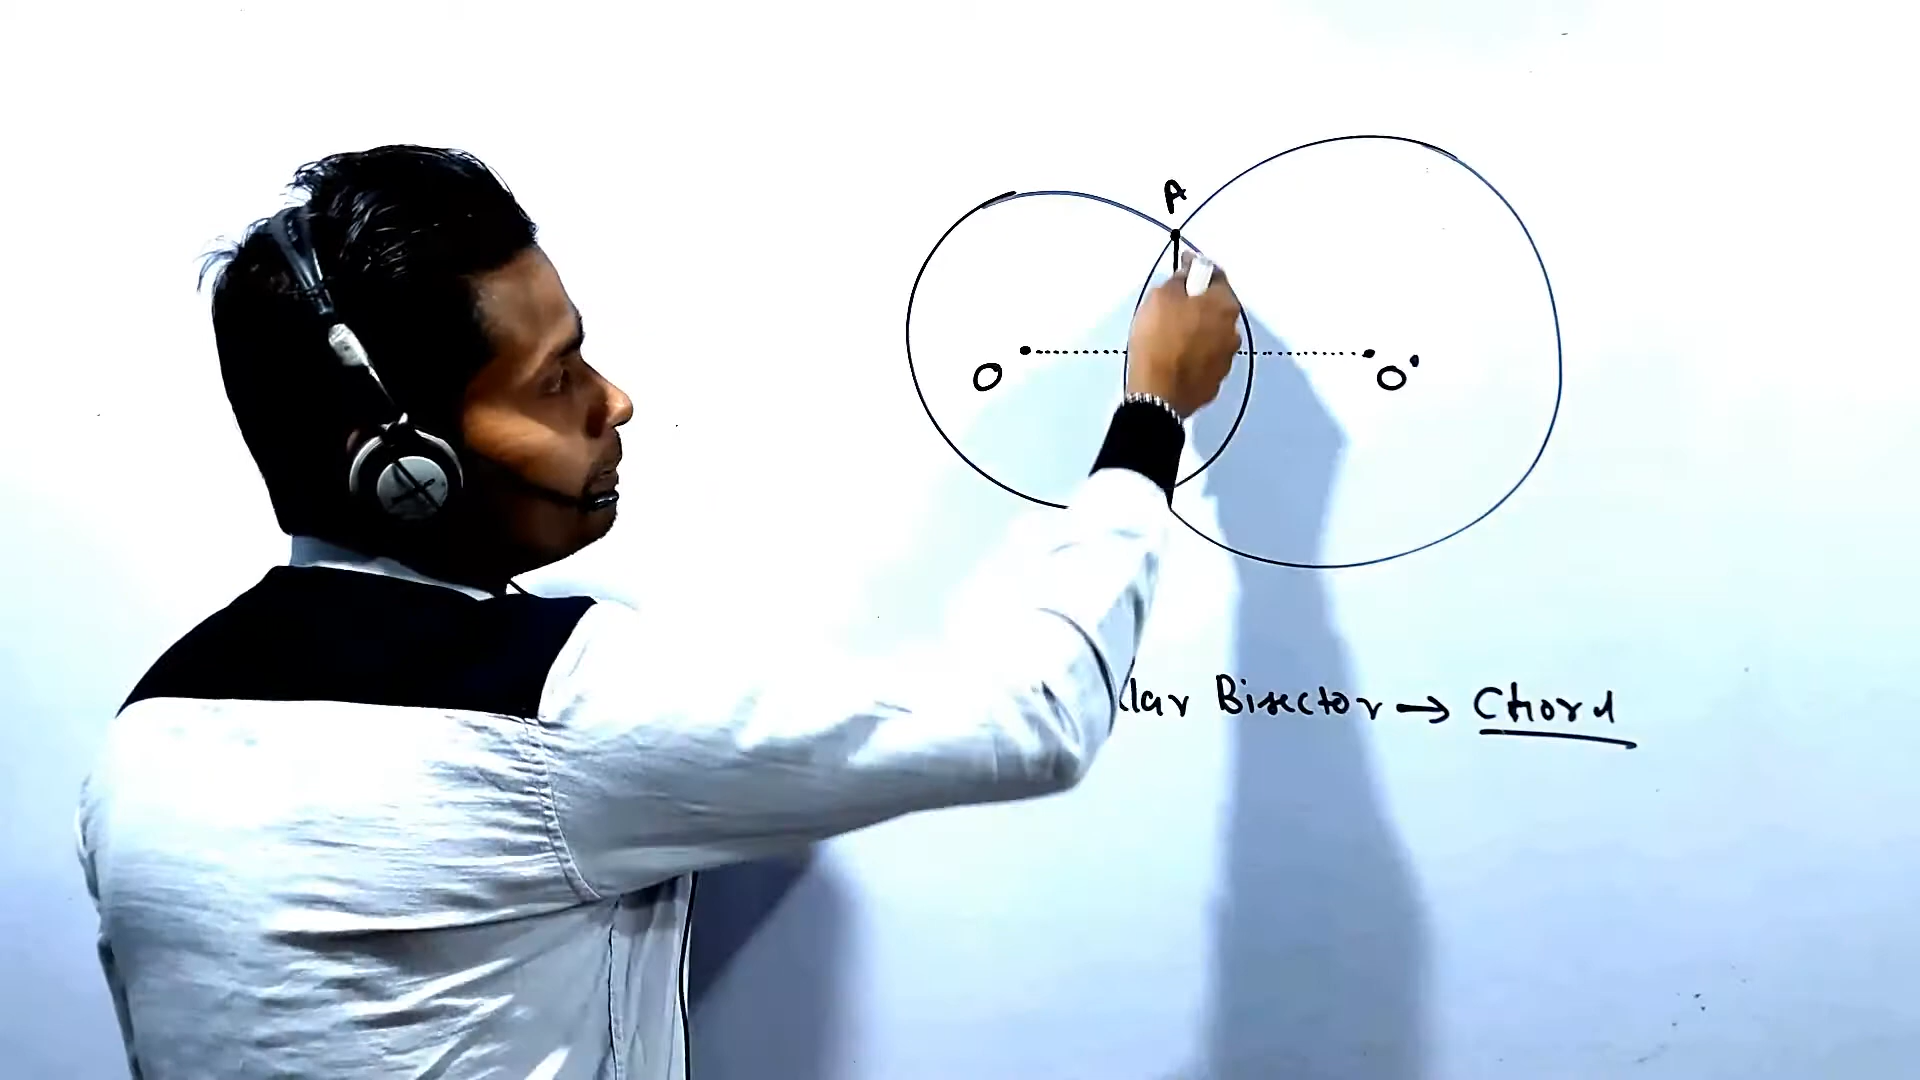 A
O O'
lar Bisector → Chord